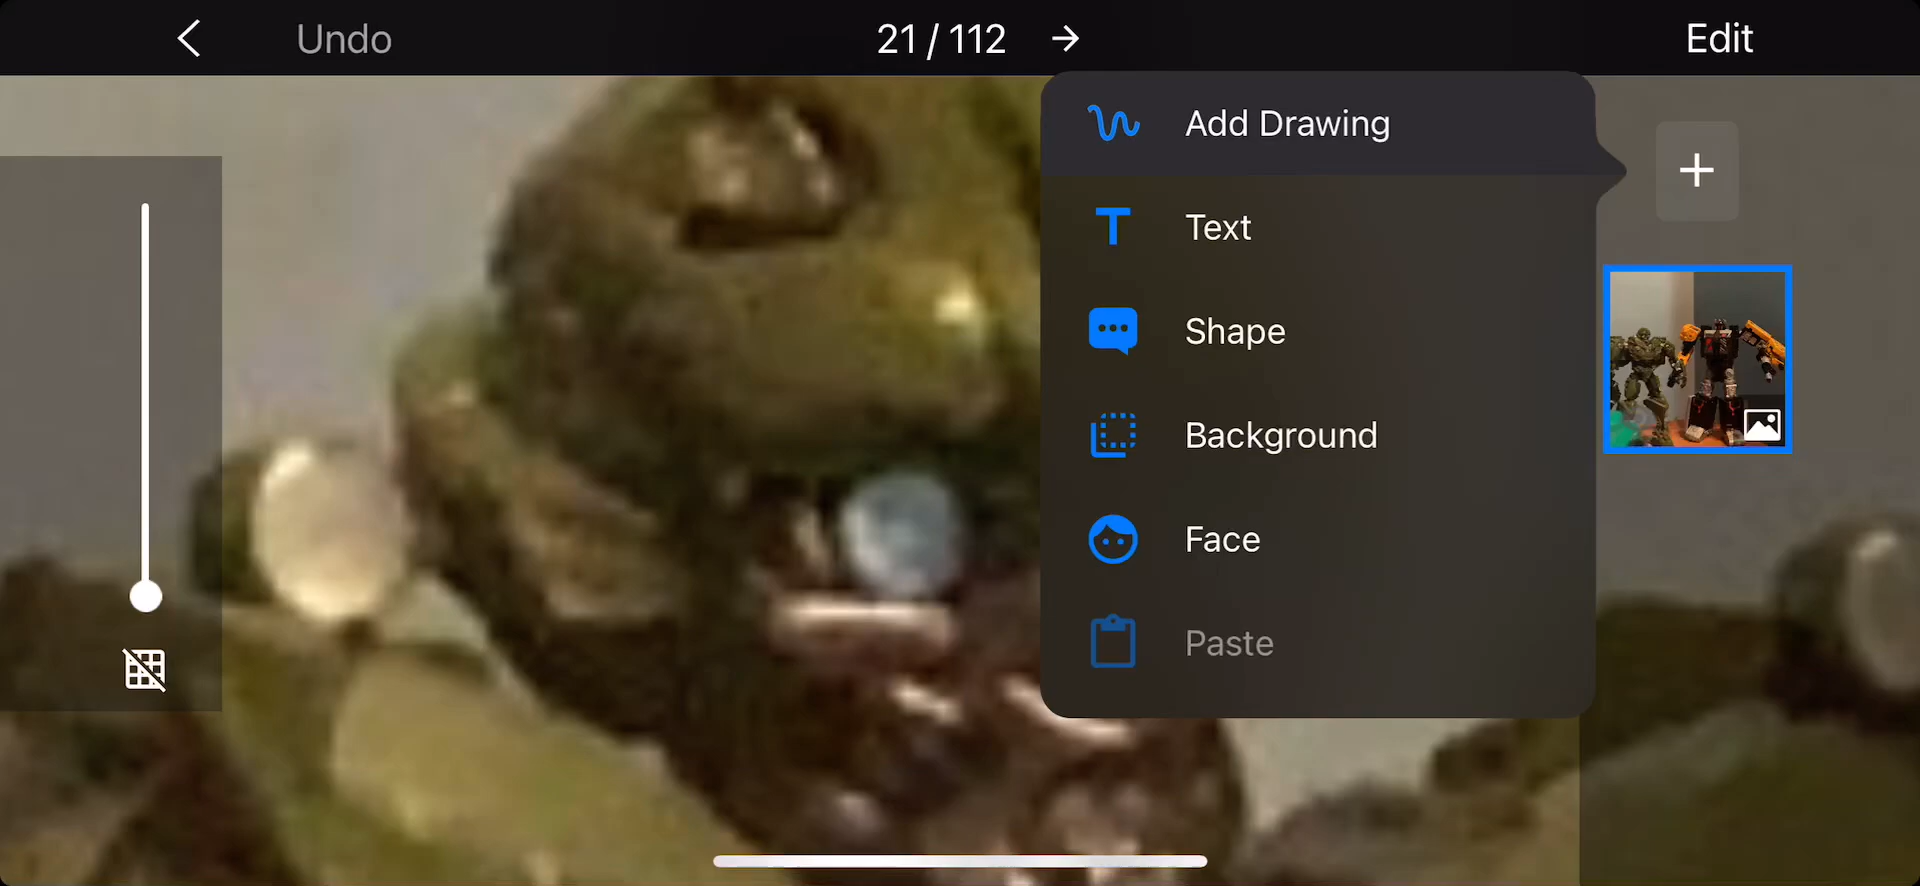 Undo
21 / 112
Edit
Add Drawing
Text
Shape
Background
Face
Paste